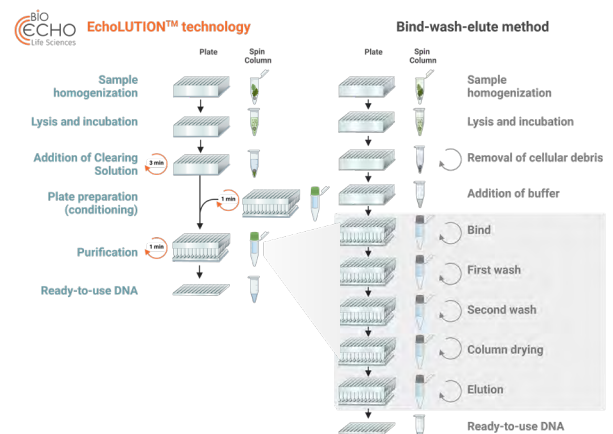 BIO
ECHO
Life Sciences
EchoLUTION™ technology
Plate
Spin
Column
Sample
homogenization
Lysis and incubation
Addition of Clearing
Solution
3 min
Plate preparation
(conditioning)
1 min
Purification
1 min
Ready-to-use DNA
Bind-wash-elute method
Plate
Spin
Column
Sample
homogenization
Lysis and incubation
Removal of cellular debris
Addition of buffer
Bind
First wash
Second wash
Column drying
Elution
Ready-to-use DNA